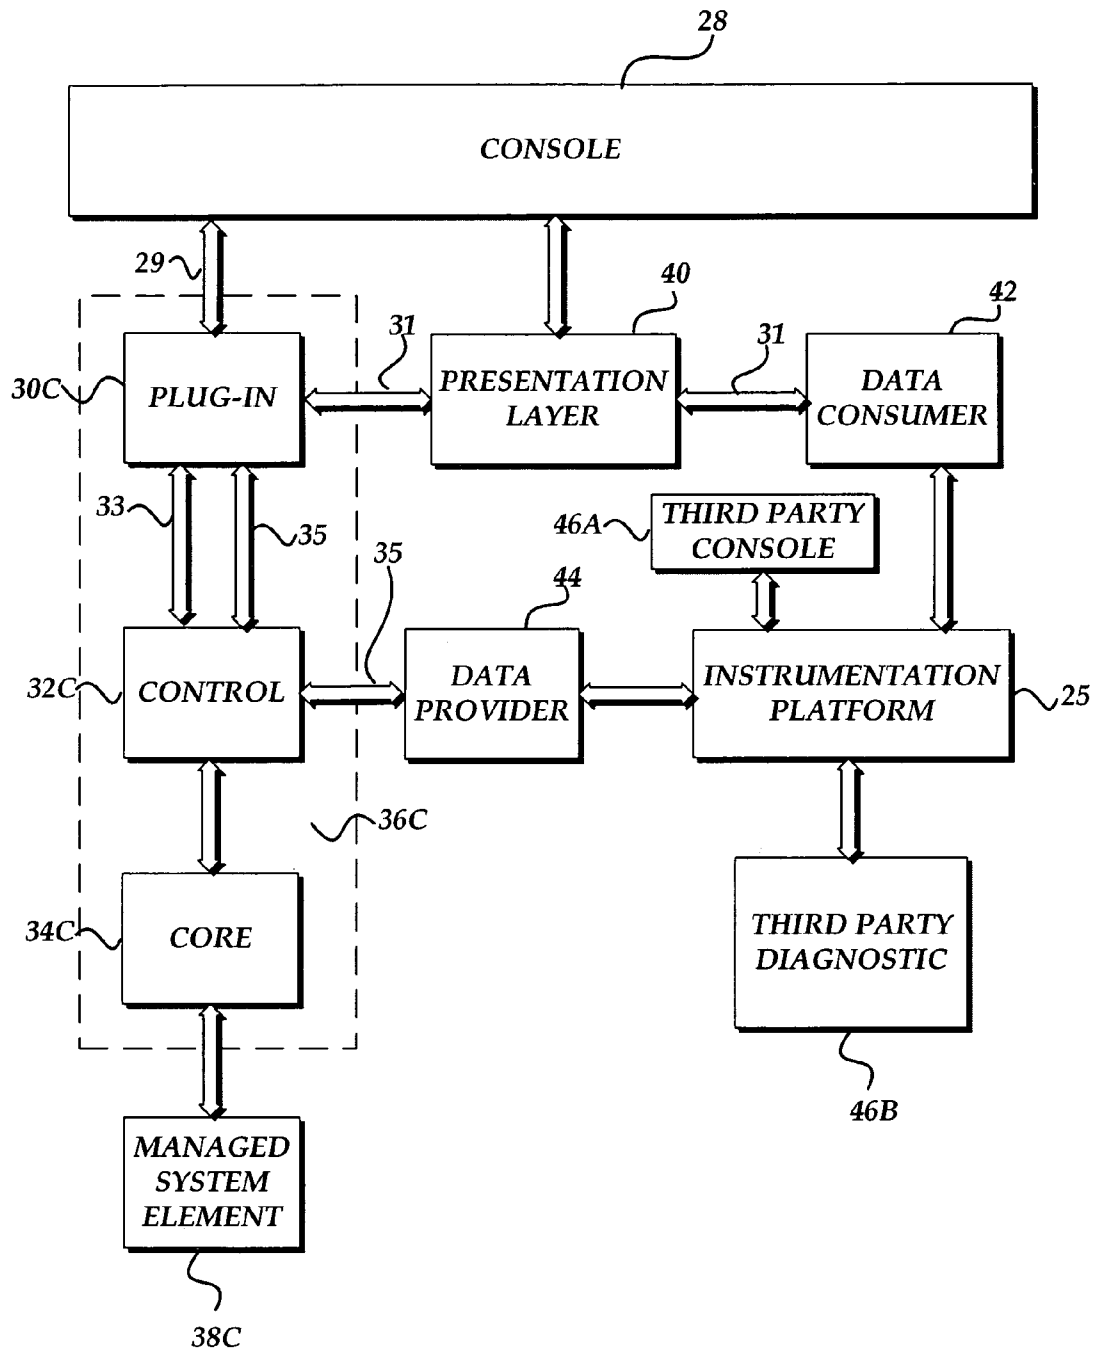 28
CONSOLE
29
40
42
31
31
30C
PLUG-IN
PRESENTATION
LAYER
DATA
CONSUMER
33
35
46A
THIRD PARTY
CONSOLE
35
44
32C
CONTROL
DATA
PROVIDER
INSTRUMENTATION
PLATFORM
25
36C
34C
CORE
THIRD PARTY
DIAGNOSTIC
46B
MANAGED
SYSTEM
ELEMENT
38C